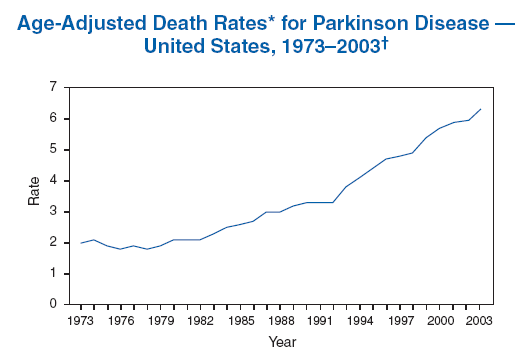 Age-Adjusted Death Rates* for Parkinson Disease —
United States, 1973–2003†
7
6
5
4
3
2
1
0
Rate
1973 1976 1979 1982 1985 1988 1991 1994 1997 2000 2003
Year